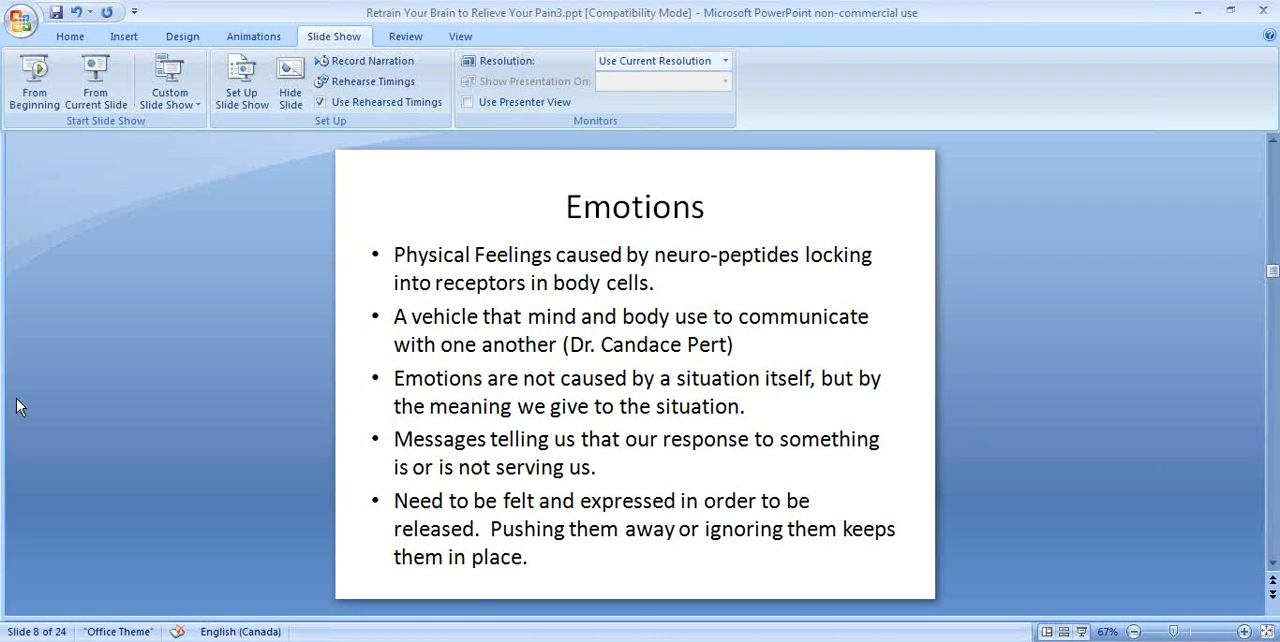 Retrain Your Brain to Relieve Your Pain3.ppt [Compatibility Mode] - Microsoft PowerPoint non-commercial use
Home Insert Design Animations Slide Show Review View
From Beginning
From Current Slide
Custom Slide Show
Start Slide Show
Set Up Slide Show
Hide Slide
Record Narration
Rehearse Timings
Use Rehearsed Timings
Set Up
Resolution: Use Current Resolution
Show Presentation On:
Use Presenter View
Monitors
Emotions
• Physical Feelings caused by neuro-peptides locking
into receptors in body cells.
• A vehicle that mind and body use to communicate
with one another (Dr. Candace Pert)
• Emotions are not caused by a situation itself, but by
the meaning we give to the situation.
• Messages telling us that our response to something
is or is not serving us.
• Need to be felt and expressed in order to be
released.  Pushing them away or ignoring them keeps
them in place.
Slide 8 of 24 "Office Theme" English (Canada) 67%